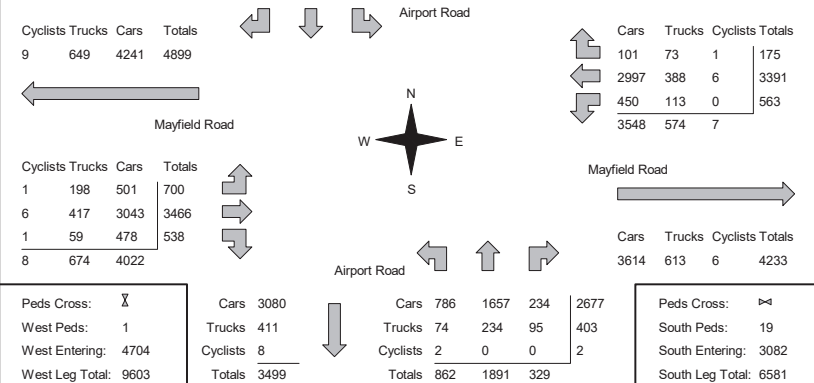 Airport Road
Cyclists Trucks Cars Totals
9 649 4241 4899
Mayfield Road
Cars Trucks Cyclists Totals
101 73 1 175
2997 388 6 3391
450 113 0 563
3548 574 7
N
W E
S
Cyclists Trucks Cars Totals
1 198 501 700
6 417 3043 3466
1 59 478 538
8 674 4022
Mayfield Road
Cars Trucks Cyclists Totals
3614 613 6 4233
Airport Road
Peds Cross:
West Peds: 1
West Entering: 4704
West Leg Total: 9603
Cars 3080
Trucks 411
Cyclists 8
Totals 3499
Cars 786 1657 234 2677
Trucks 74 234 95 403
Cyclists 2 0 0 2
Totals 862 1891 329
Peds Cross:
South Peds: 19
South Entering: 3082
South Leg Total: 6581